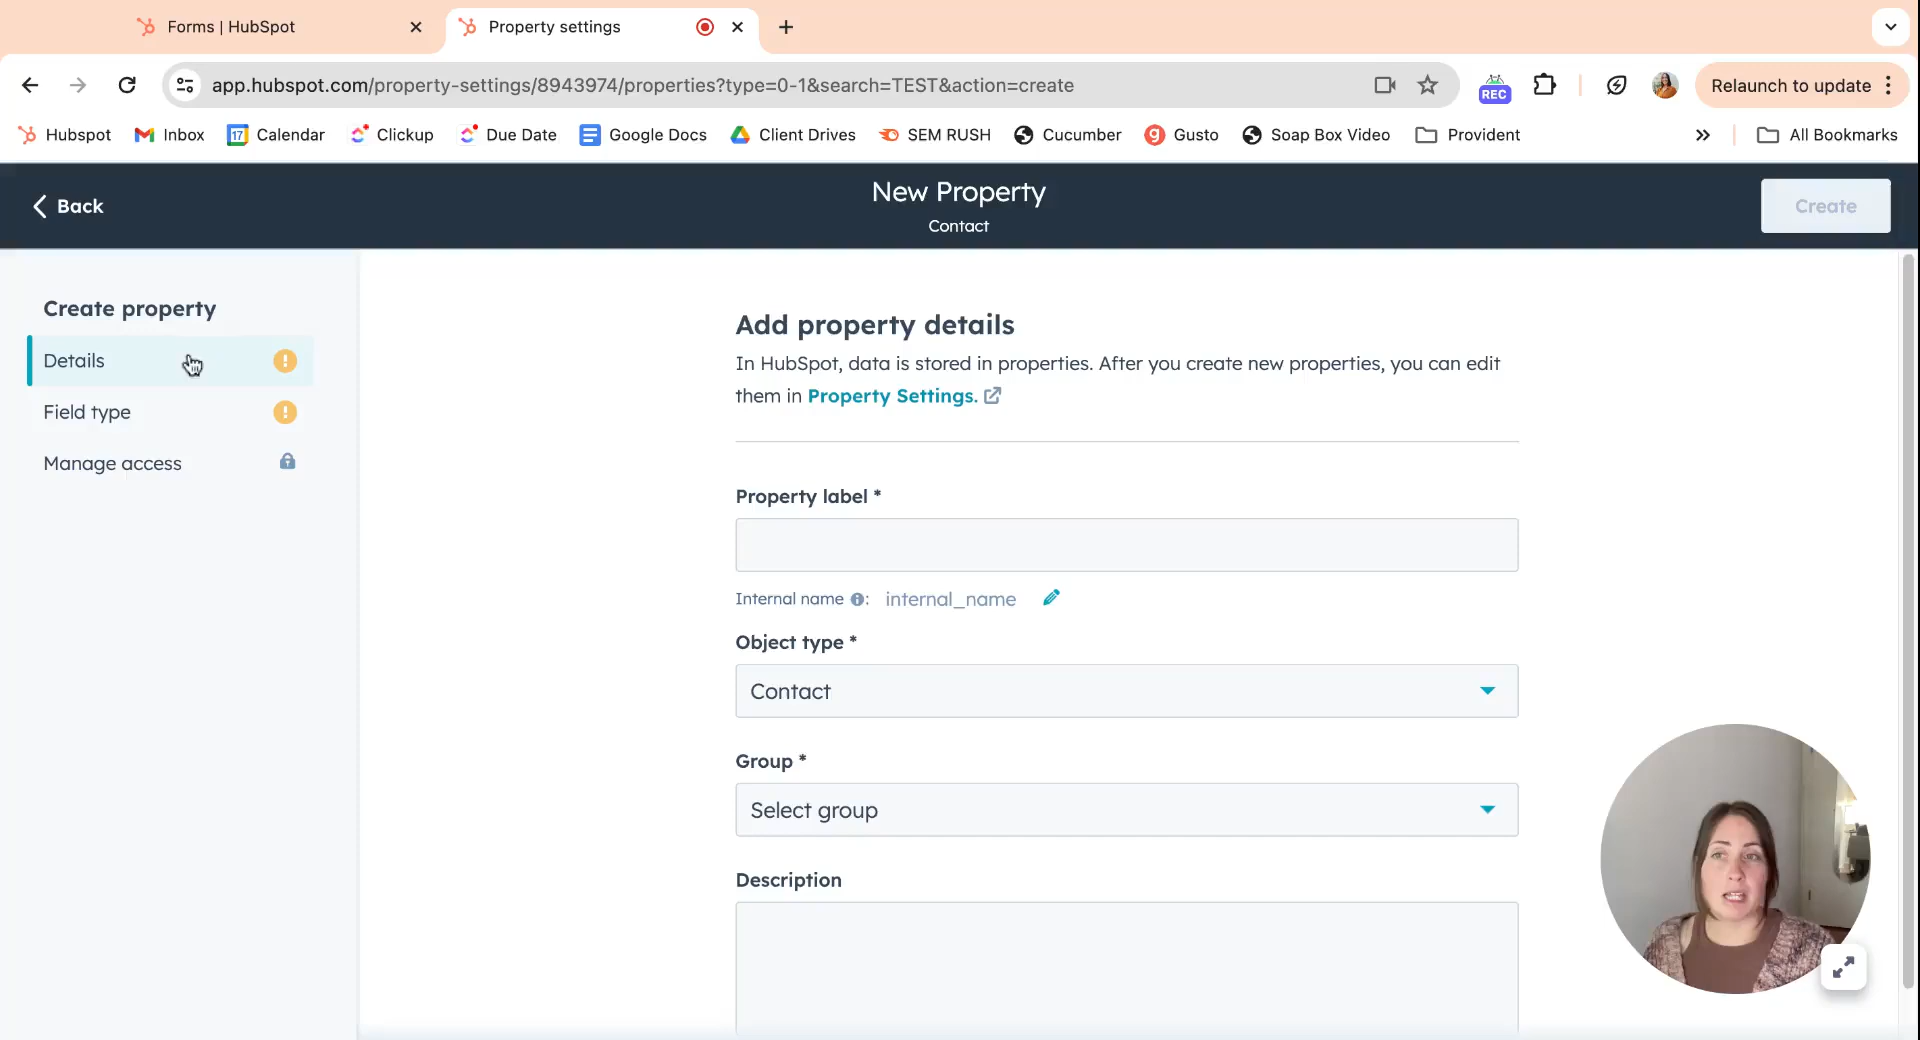 Forms | HubSpot
Property settings
app.hubspot.com/property-settings/8943974/properties?type=0-1&search=TEST&action=create
REC
Relaunch to update
Hubspot
Inbox
17
Calendar
Clickup
Due Date
Google Docs
Client Drives
SEM RUSH
Cucumber
Gusto
Soap Box Video
Provident
All Bookmarks
Back
New Property
Contact
Create
Create property
Details
Field type
Manage access
Add property details
In HubSpot, data is stored in properties. After you create new properties, you can edit
them in Property Settings.
Property label *
Internal name : internal_name
Object type *
Contact
Group *
Select group
Description